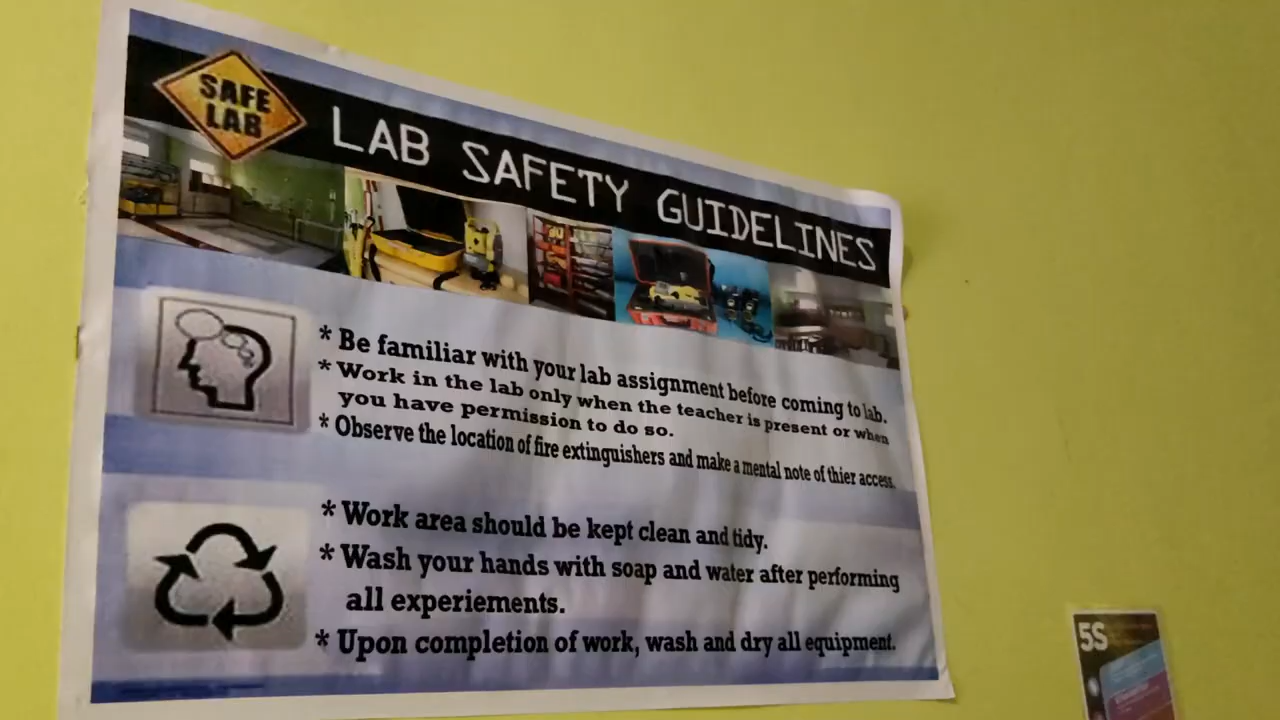 SAFE
LAB
LAB SAFETY GUIDELINES
* Be familiar with your lab assignment before coming to lab.
* Work in the lab only when the teacher is present or when
you have permission to do so.
* Observe the location of fire extinguishers and make a mental note of thier access.
* Work area should be kept clean and tidy.
* Wash your hands with soap and water after performing
all experiements.
* Upon completion of work, wash and dry all equipment.
5S